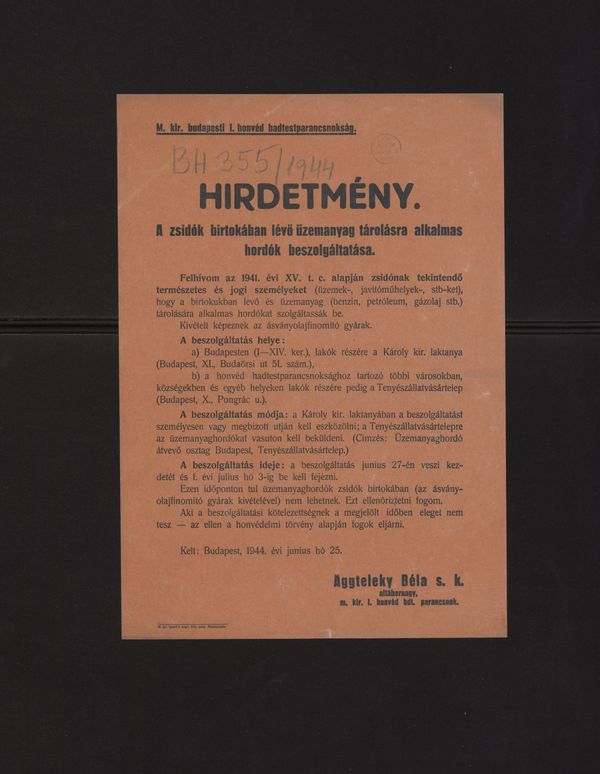 M. kir. budapesti I. honvéd hadtestparancsnokság.
BH 355/1944
HIRDETMÉNY.
A zsidók birtokában lévö üzemanyag tárolásra alkalmas
hordók beszolgáltatása.
Felhivom az 1941. évi XV. t. c. alapján zsidónak tekintendő
természetes és jogi személyeket (üzemek-, javitóműhelyek-, stb-ket),
hogy a birtokukban levő és üzemanyag (benzin, petróleum, gázolaj stb.)
tárolására alkalmas hordókat szolgáltassák be.
Kivételt képeznek az ásványolajfinomitó gyárak.
A beszolgáltatás helye:
a) Budapesten (I—XIV. ker.), lakók részére a Károly kir. laktanya
(Budapest, XI., Budaörsi út 51. szám.),
b) a honvéd hadtestparancsnoksághoz tartozó többi városokban,
községekben és egyéb helyeken lakók részére pedig a Tenyészállatvásártelep
(Budapest, X., Pongrác u.).
A beszolgáltatás módja: a Károly kir. laktanyában a beszolgáltatást
személyesen vagy megbizott utján kell eszközölni; a Tenyészállatvásártelepre
az üzemanyaghordókat vasuton kell beküldeni. (Cimzés: Üzemanyaghordó
átvevő osztag Budapest, Tenyészállatvásártelep.)
A beszolgáltatás ideje: a beszolgáltatás junius 27-én veszi kez-
detét és f. évi julius hó 3-ig be kell fejezni.
Ezen időponton tul üzemanyaghordók zsidók birtokában (az ásvány-
olajfinomitó gyárak kivételével) nem lehetnek. Ezt ellenőriztetni fogom.
Aki a beszolgáltatási kötelezettségnek a megjelölt időben eleget nem
tesz — az ellen a honvédelmi törvény alapján fogok eljárni.
Kelt: Budapest, 1944. évi junius hó 25.
Aggteleky Béla s. k.
altábornagy,
m. kir. I. honvéd hdt. parancsnok.